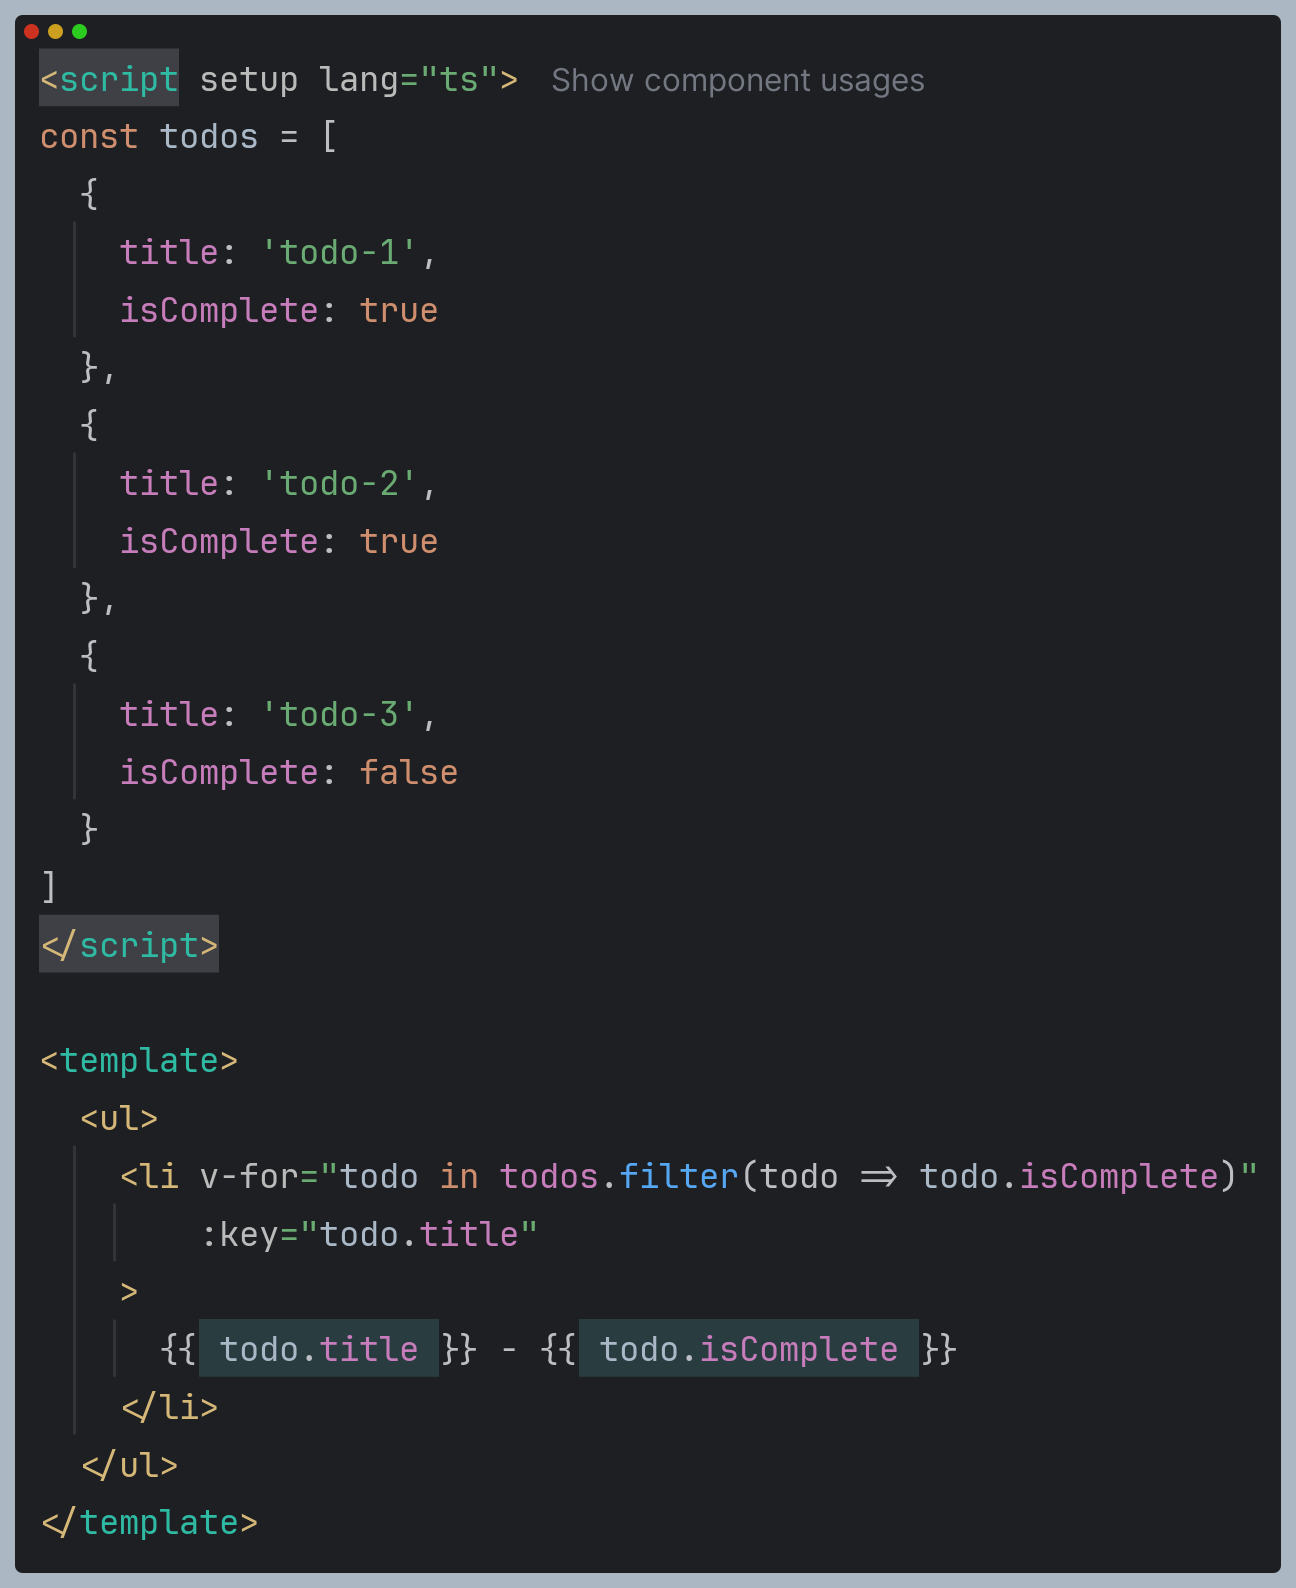 <script setup lang="ts"> Show component usages
const todos = [
  {
    title: 'todo-1',
    isComplete: true
  },
  {
    title: 'todo-2',
    isComplete: true
  },
  {
    title: 'todo-3',
    isComplete: false
  }
]
</script>

<template>
  <ul>
    <li v-for="todo in todos.filter(todo => todo.isComplete)"
        :key="todo.title"
    >
      {{ todo.title }} - {{ todo.isComplete }}
    </li>
  </ul>
</template>